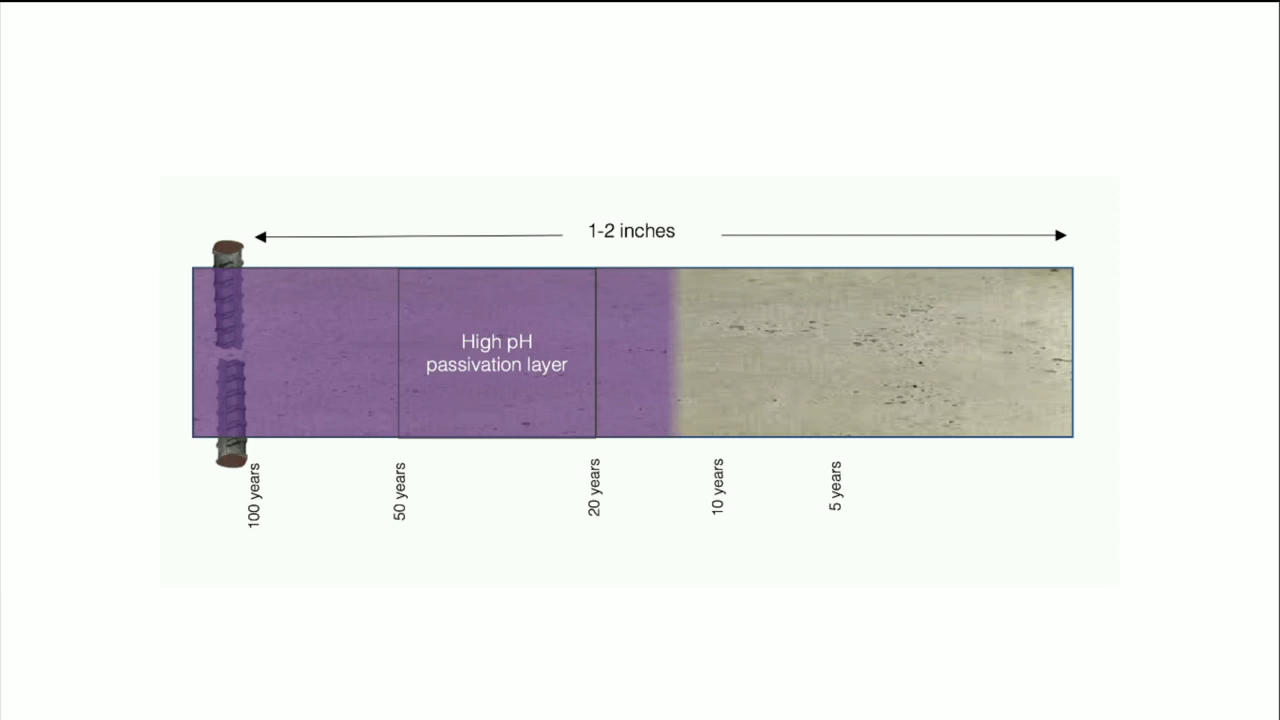 1-2 inches
High pH
passivation layer
100 years
50 years
20 years
10 years
5 years